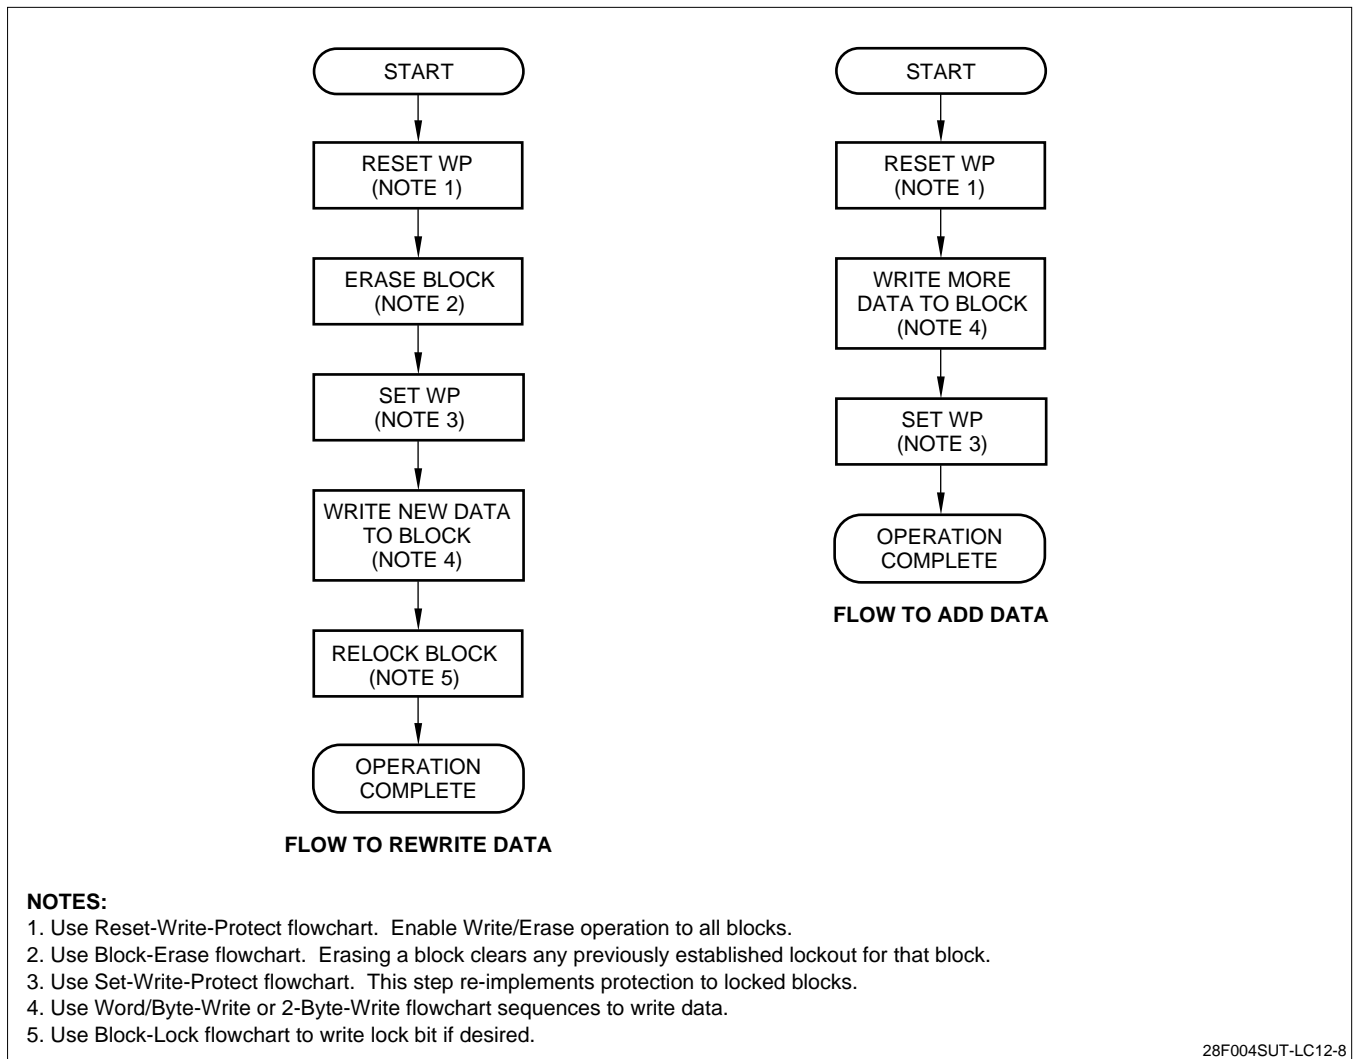 START
RESET WP
(NOTE 1)
ERASE BLOCK
(NOTE 2)
SET WP
(NOTE 3)
WRITE NEW DATA
TO BLOCK
(NOTE 4)
RELOCK BLOCK
(NOTE 5)
OPERATION
COMPLETE
FLOW TO REWRITE DATA
START
RESET WP
(NOTE 1)
WRITE MORE
DATA TO BLOCK
(NOTE 4)
SET WP
(NOTE 3)
OPERATION
COMPLETE
FLOW TO ADD DATA
NOTES:
1. Use Reset-Write-Protect flowchart. Enable Write/Erase operation to all blocks.
2. Use Block-Erase flowchart. Erasing a block clears any previously established lockout for that block.
3. Use Set-Write-Protect flowchart. This step re-implements protection to locked blocks.
4. Use Word/Byte-Write or 2-Byte-Write flowchart sequences to write data.
5. Use Block-Lock flowchart to write lock bit if desired.
28F004SUT-LC12-8